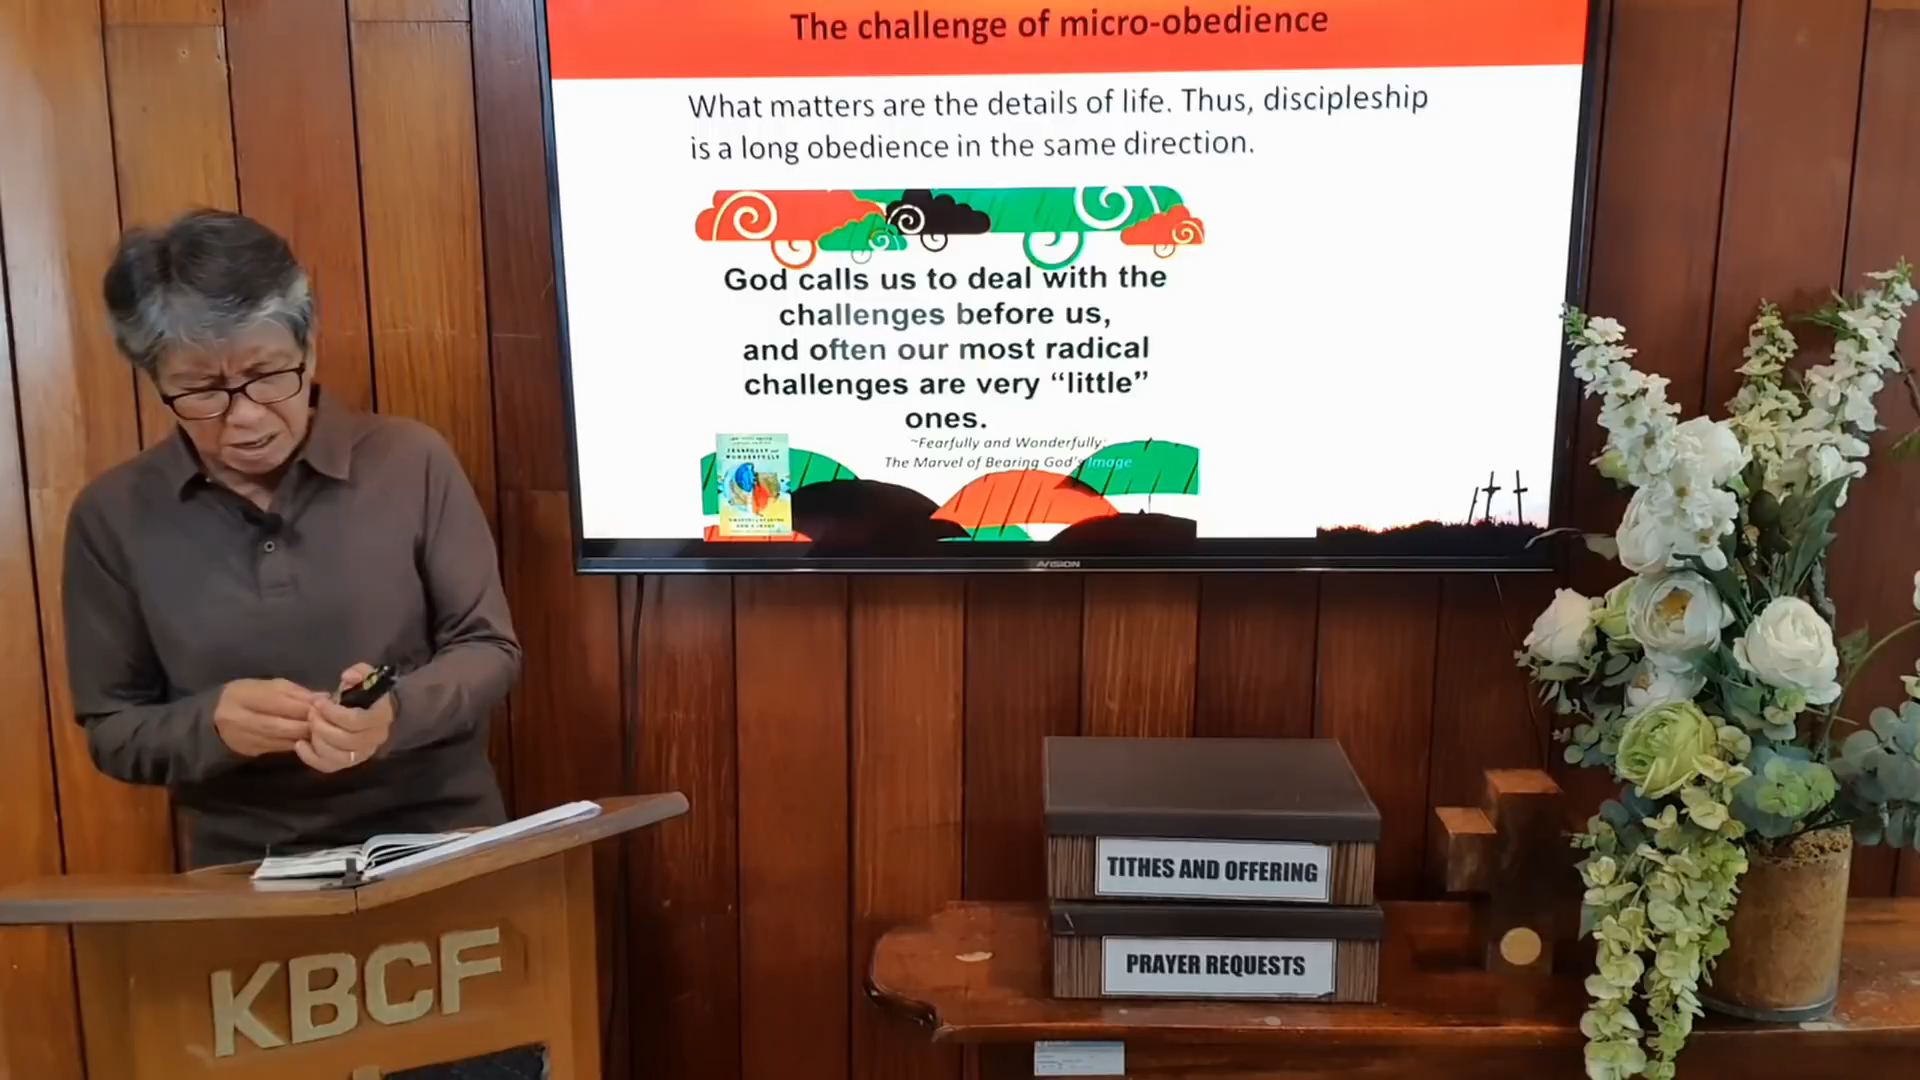 The challenge of micro-obedience
What matters are the details of life. Thus, discipleship
is a long obedience in the same direction.
God calls us to deal with the
challenges before us,
and often our most radical
challenges are very “little”
ones.
~Fearfully and Wonderfully:
The Marvel of Bearing God's Image
FEARFULLY and
WONDERFULLY
AVISION
TITHES AND OFFERING
PRAYER REQUESTS
KBCF